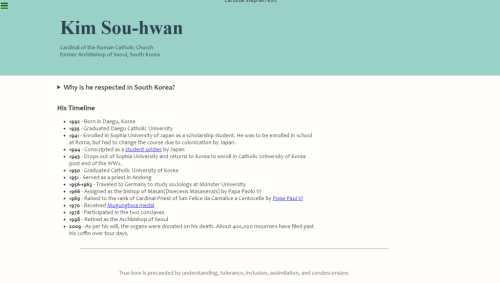 Cardinal Stephen Kim
Kim Sou-hwan
Cardinal of the Roman Catholic Church
former Archbishop of Seoul, South Korea
Why is he respected in South Korea?
His Timeline
1992 - Born in Daegu, Korea
1935 - Graduated Daegu Catholic University
1941 - Enrolled in Sophia University of Japan as a scholarship student. He was to be enrolled in school
at Roma, but had to change the course due to colonization by Japan.
1944 - Conscripted as a student soldier by Japan
1945 - Drops out of Sophia University and returns to Korea to enroll in Catholic University of Korea
post end of the WW2.
1950 - Graduated Catholic University of Korea
1951 - Served as a priest in Andong
1956-1963 - Traveled to Germany to study sociology at Münster University
1966 - Assigned as the bishop of Masan(Dioecesis Masanensis) by Papa Paolo VI
1969 - Raised to the rank of Cardinal-Priest of San Felice da Cantalice a Centocelle by Pope Paul VI
1970 - Received Mugunghwa medal
1978 - Participated in the two conclaves
1998 - Retired as the Archbishop of Seoul
2009 - As per his will, the organs were donated on his death. About 400,000 mourners have filed past
his coffin over four days.
True love is preceded by understanding, tolerance, inclusion, assimilation, and condescension.